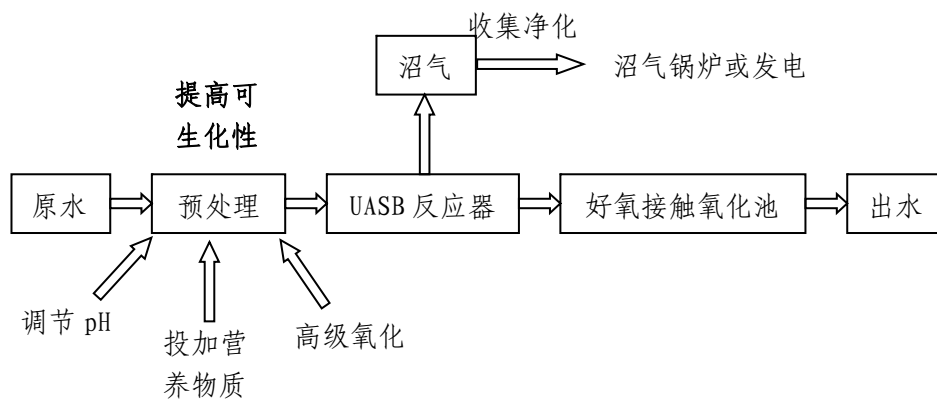 收集净化
沼气
沼气锅炉或发电
提高可
生化性
原水
预处理
UASB 反应器
好氧接触氧化池
出水
调节 pH
投加营
养物质
高级氧化